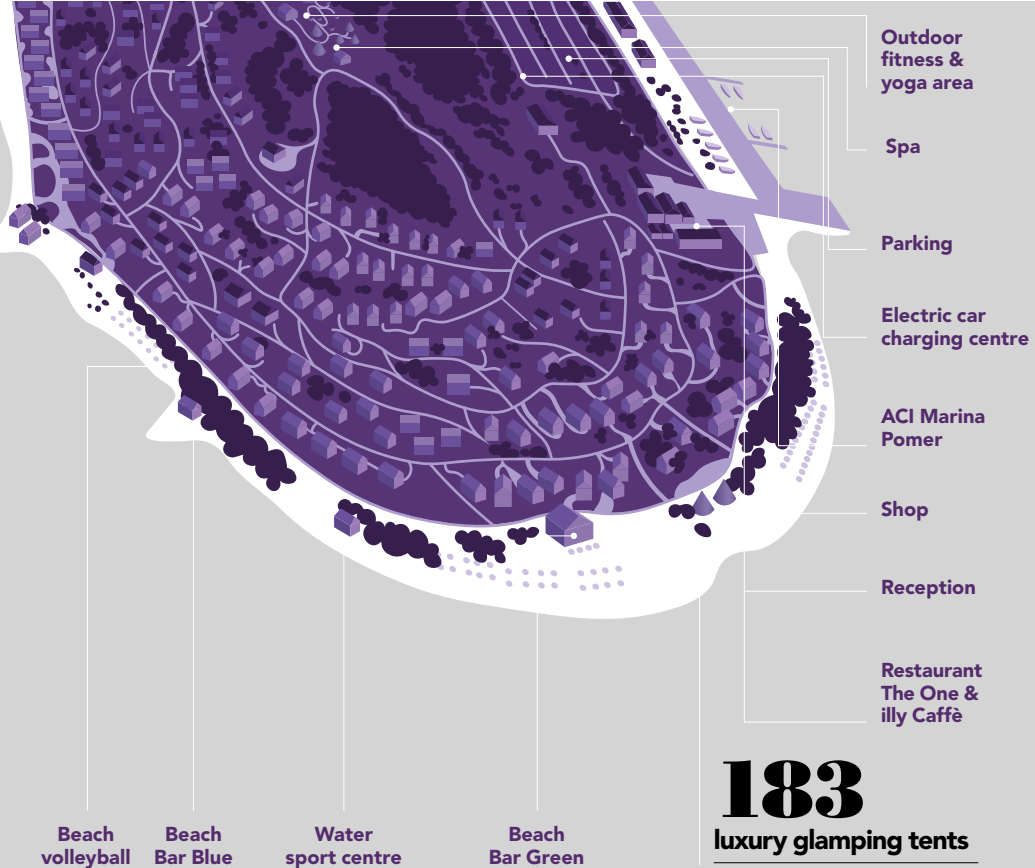 Outdoor
fitness &
yoga area
Spa
Parking
Electric car
charging centre
ACI Marina
Pomer
Shop
Reception
Restaurant
The One &
illy Caffè
183
luxury glamping tents
Beach
volleyball
Beach
Bar Blue
Water
sport centre
Beach
Bar Green